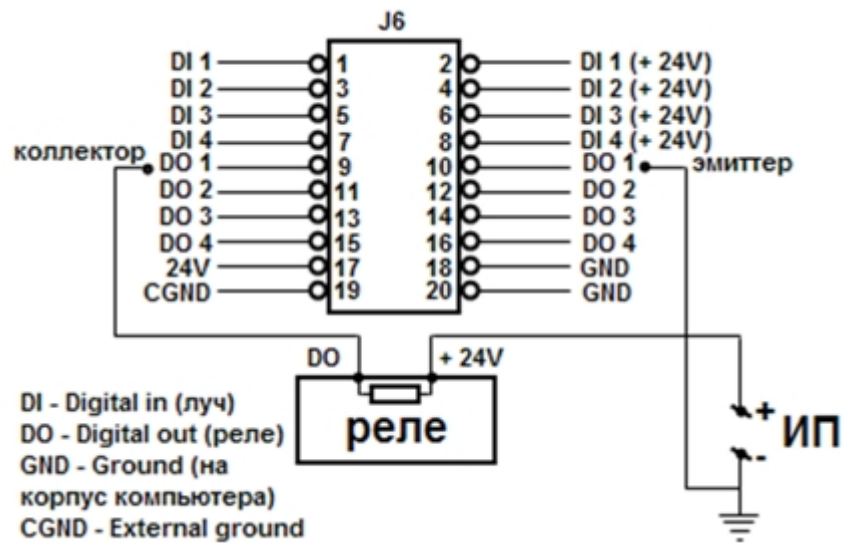 J6
DI 1 1 2 DI 1 (+ 24V)
DI 2 3 4 DI 2 (+ 24V)
DI 3 5 6 DI 3 (+ 24V)
DI 4 7 8 DI 4 (+ 24V)
коллектор DO 1 9 10 DO 1 эмиттер
DO 2 11 12 DO 2
DO 3 13 14 DO 3
DO 4 15 16 DO 4
24V 17 18 GND
CGND 19 20 GND
DO + 24V
реле
+ ИП
-
DI - Digital in (луч)
DO - Digital out (реле)
GND - Ground (на
корпус компьютера)
CGND - External ground